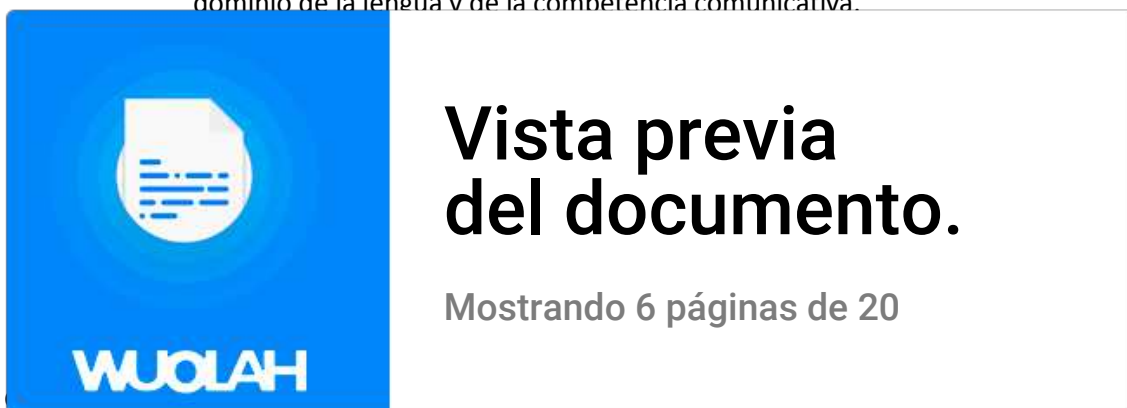 dominio de la lengua y de la competencia comunicativa.
Vista previa
del documento.
Mostrando 6 páginas de 20
WUOLAH